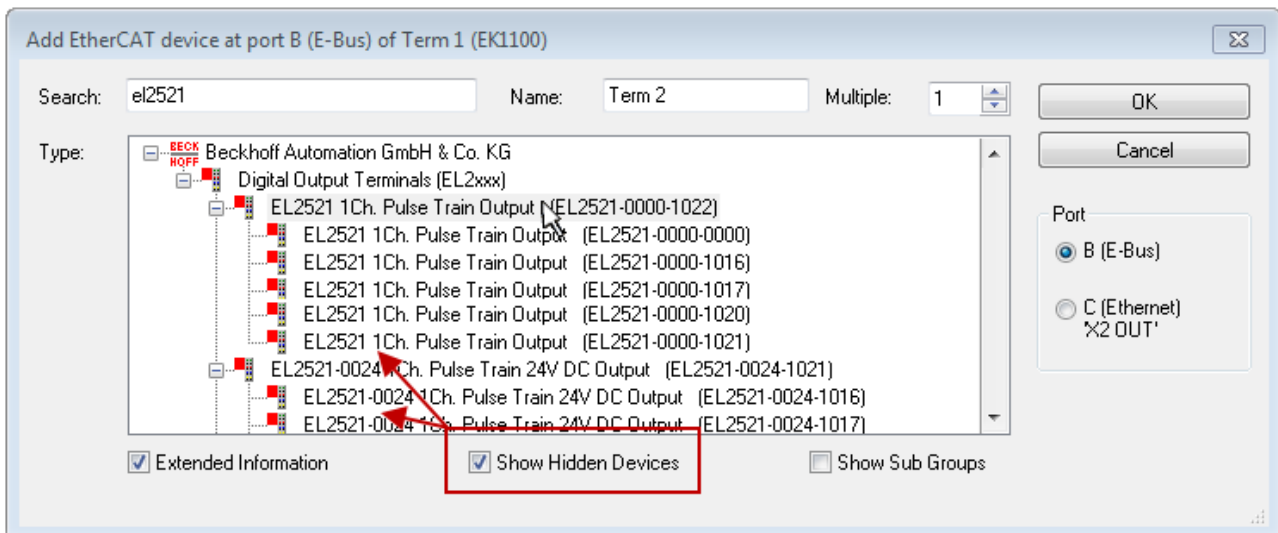 Add EtherCAT device at port B (E-Bus) of Term 1 (EK1100)
Search: el2521 Name: Term 2 Multiple: 1 OK
Type: BECK HOFF Beckhoff Automation GmbH & Co. KG Cancel
Digital Output Terminals (EL2xxx)
EL2521 1Ch. Pulse Train Output (EL2521-0000-1022)
EL2521 1Ch. Pulse Train Output (EL2521-0000-0000)
EL2521 1Ch. Pulse Train Output (EL2521-0000-1016)
EL2521 1Ch. Pulse Train Output (EL2521-0000-1017)
EL2521 1Ch. Pulse Train Output (EL2521-0000-1020)
EL2521 1Ch. Pulse Train Output (EL2521-0000-1021)
EL2521-0024 1Ch. Pulse Train 24V DC Output (EL2521-0024-1021)
EL2521-0024 1Ch. Pulse Train 24V DC Output (EL2521-0024-1016)
EL2521-0024 1Ch. Pulse Train 24V DC Output (EL2521-0024-1017)
Port
B (E-Bus)
C (Ethernet)
'X2 OUT'
Extended Information Show Hidden Devices Show Sub Groups